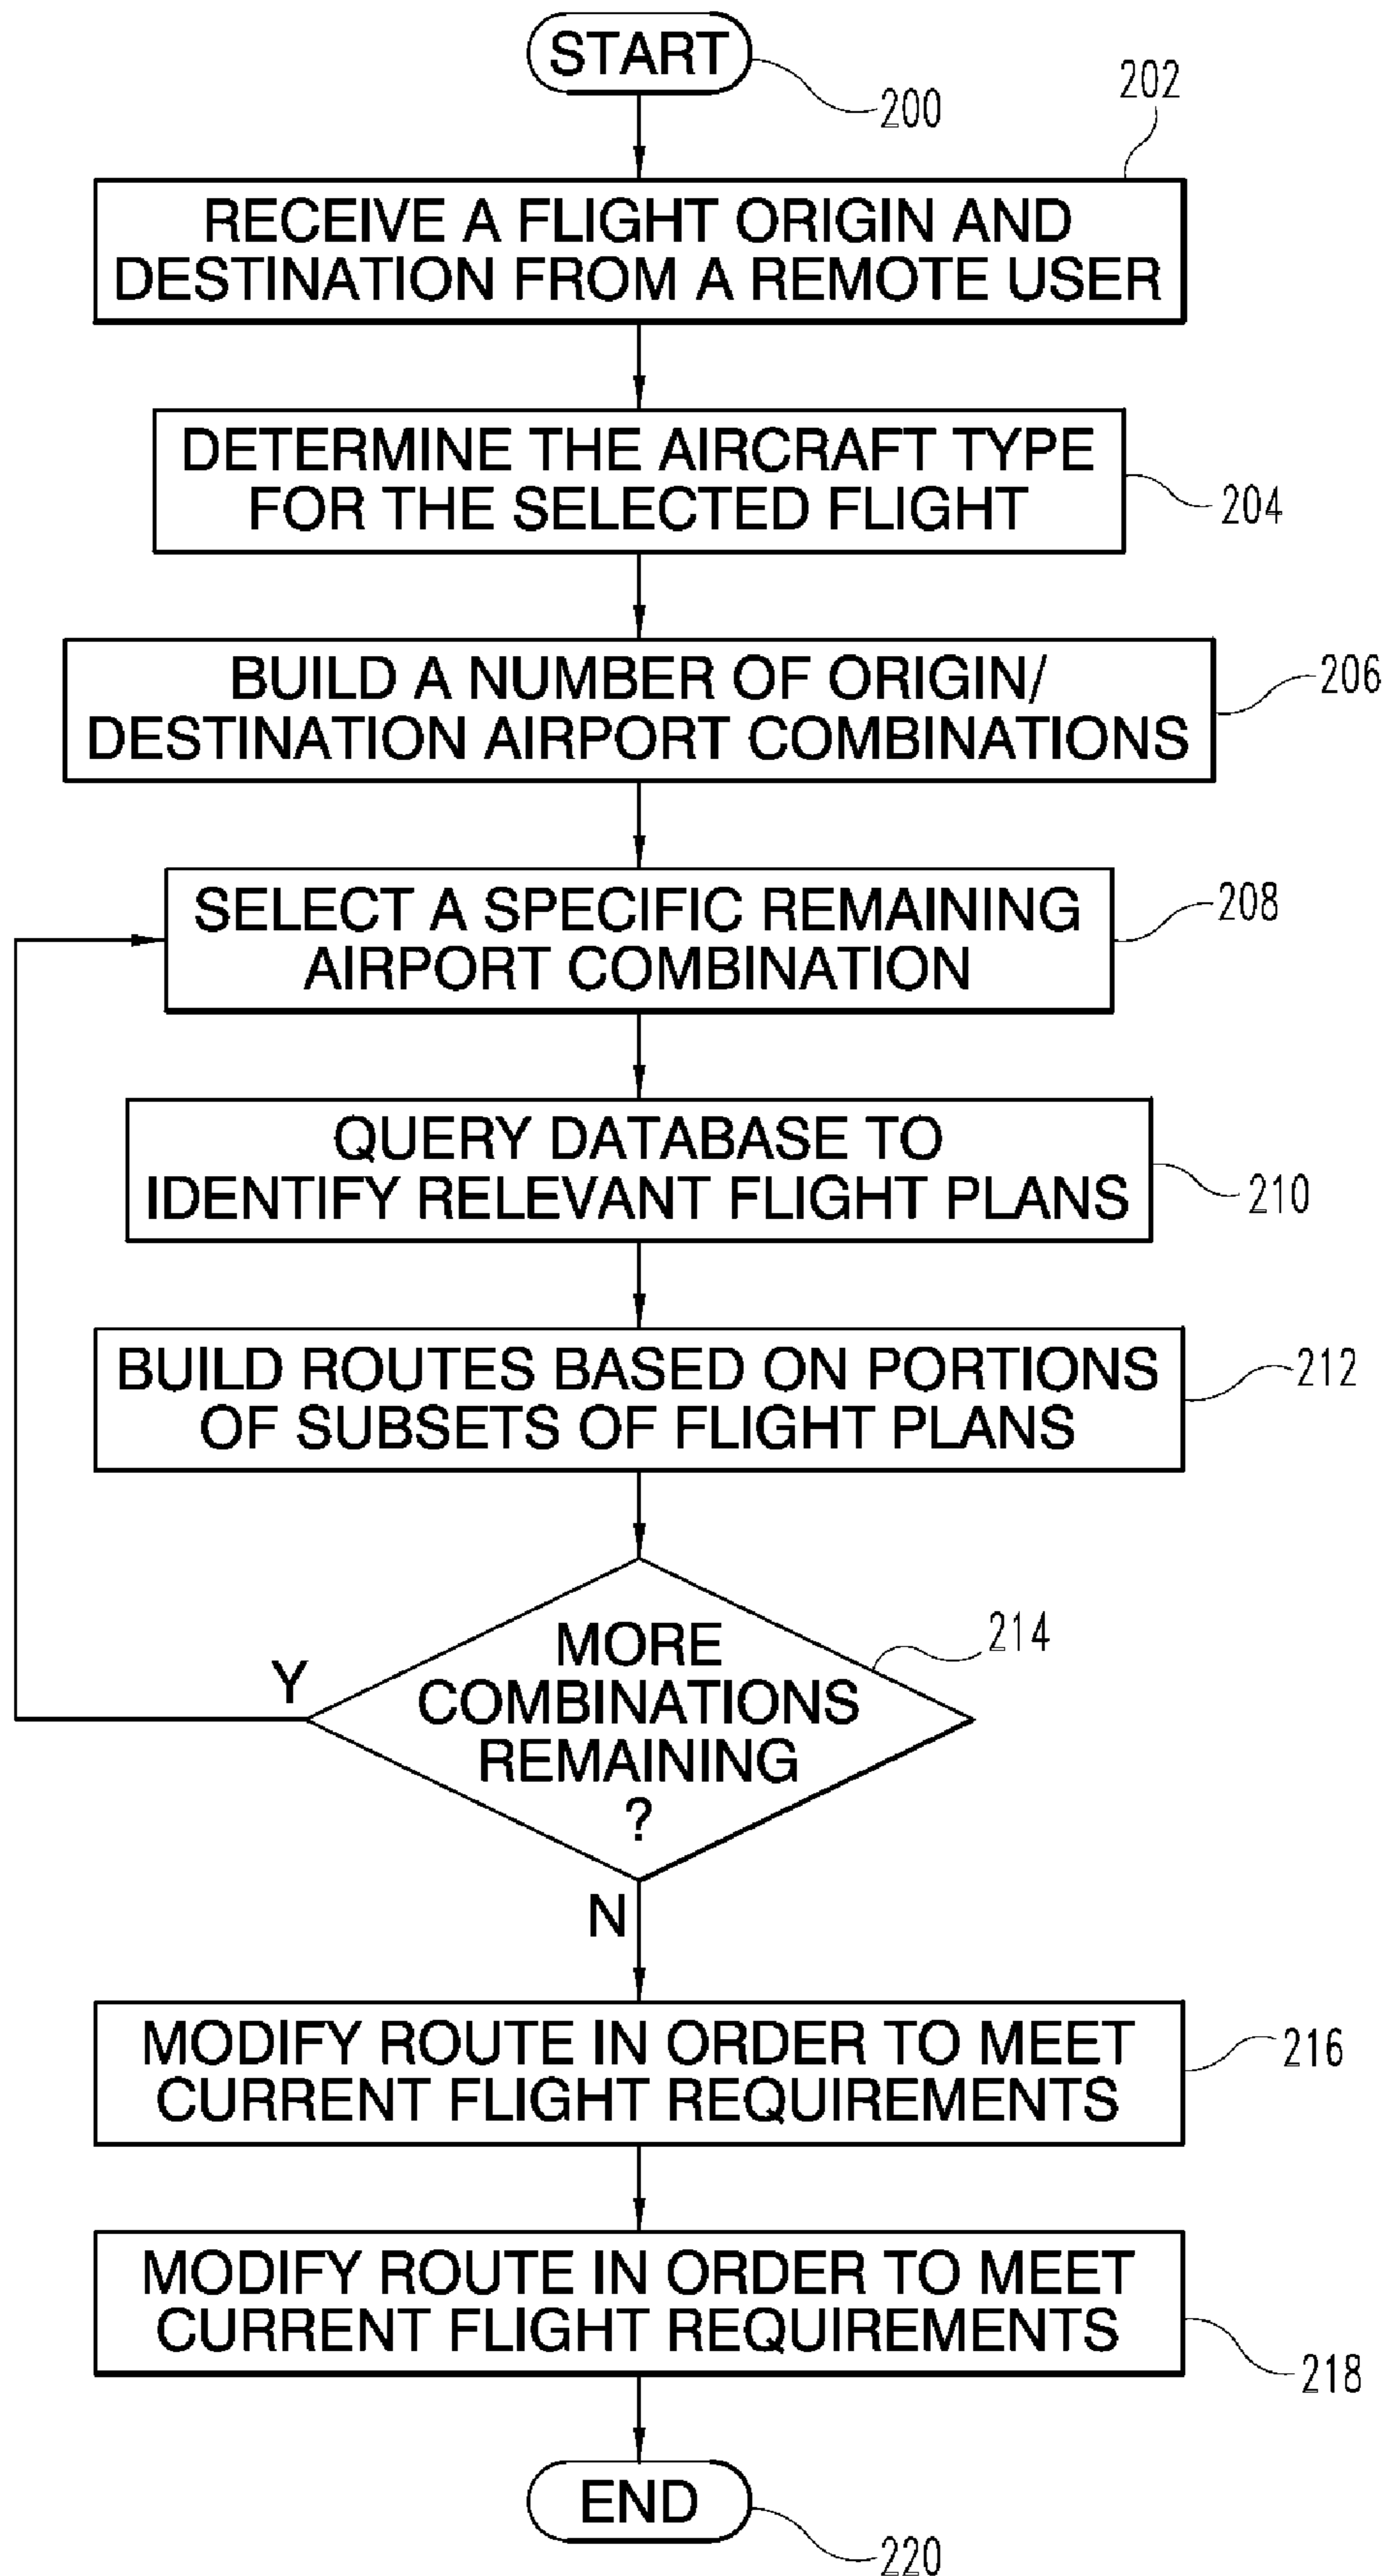 START
200
202
RECEIVE A FLIGHT ORIGIN AND
DESTINATION FROM A REMOTE USER
DETERMINE THE AIRCRAFT TYPE
FOR THE SELECTED FLIGHT
204
BUILD A NUMBER OF ORIGIN/
DESTINATION AIRPORT COMBINATIONS
206
SELECT A SPECIFIC REMAINING
AIRPORT COMBINATION
208
QUERY DATABASE TO
IDENTIFY RELEVANT FLIGHT PLANS
210
BUILD ROUTES BASED ON PORTIONS
OF SUBSETS OF FLIGHT PLANS
212
MORE
COMBINATIONS
REMAINING
?
214
Y
N
MODIFY ROUTE IN ORDER TO MEET
CURRENT FLIGHT REQUIREMENTS
216
MODIFY ROUTE IN ORDER TO MEET
CURRENT FLIGHT REQUIREMENTS
218
END
220